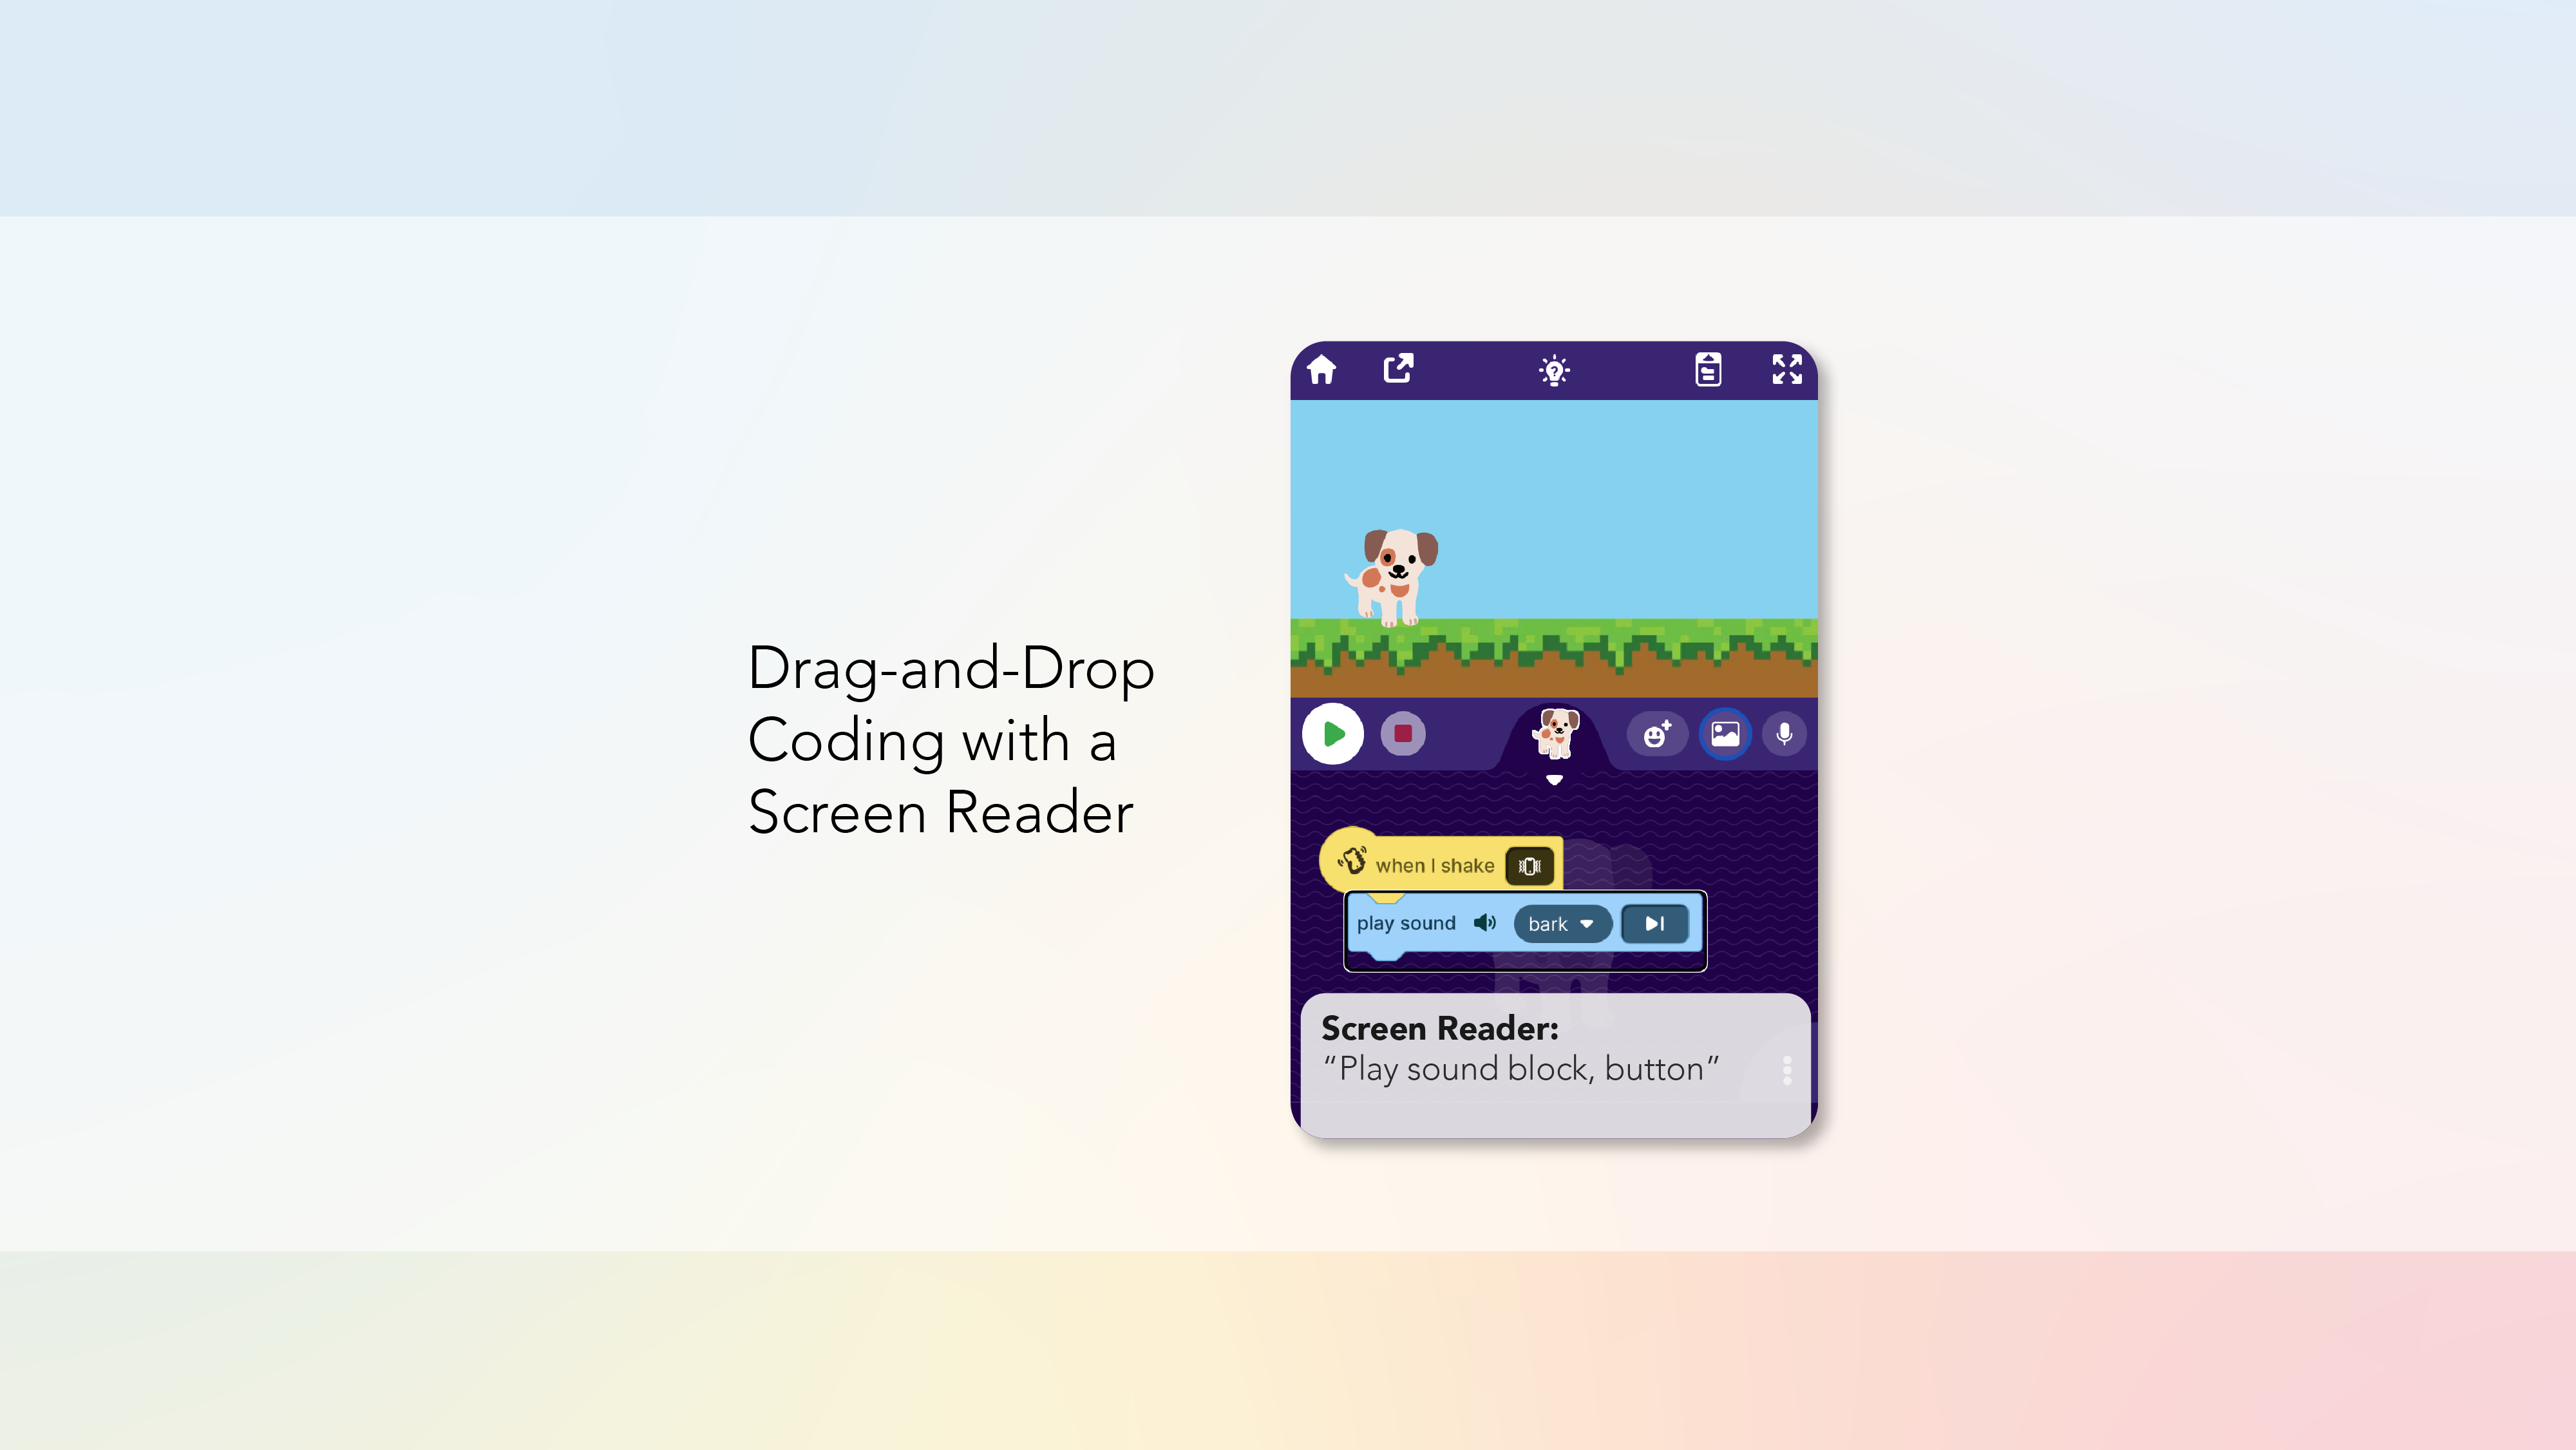 Drag-and-Drop
Coding with a
Screen Reader
when I shake
play sound bark
Screen Reader:
“Play sound block, button”